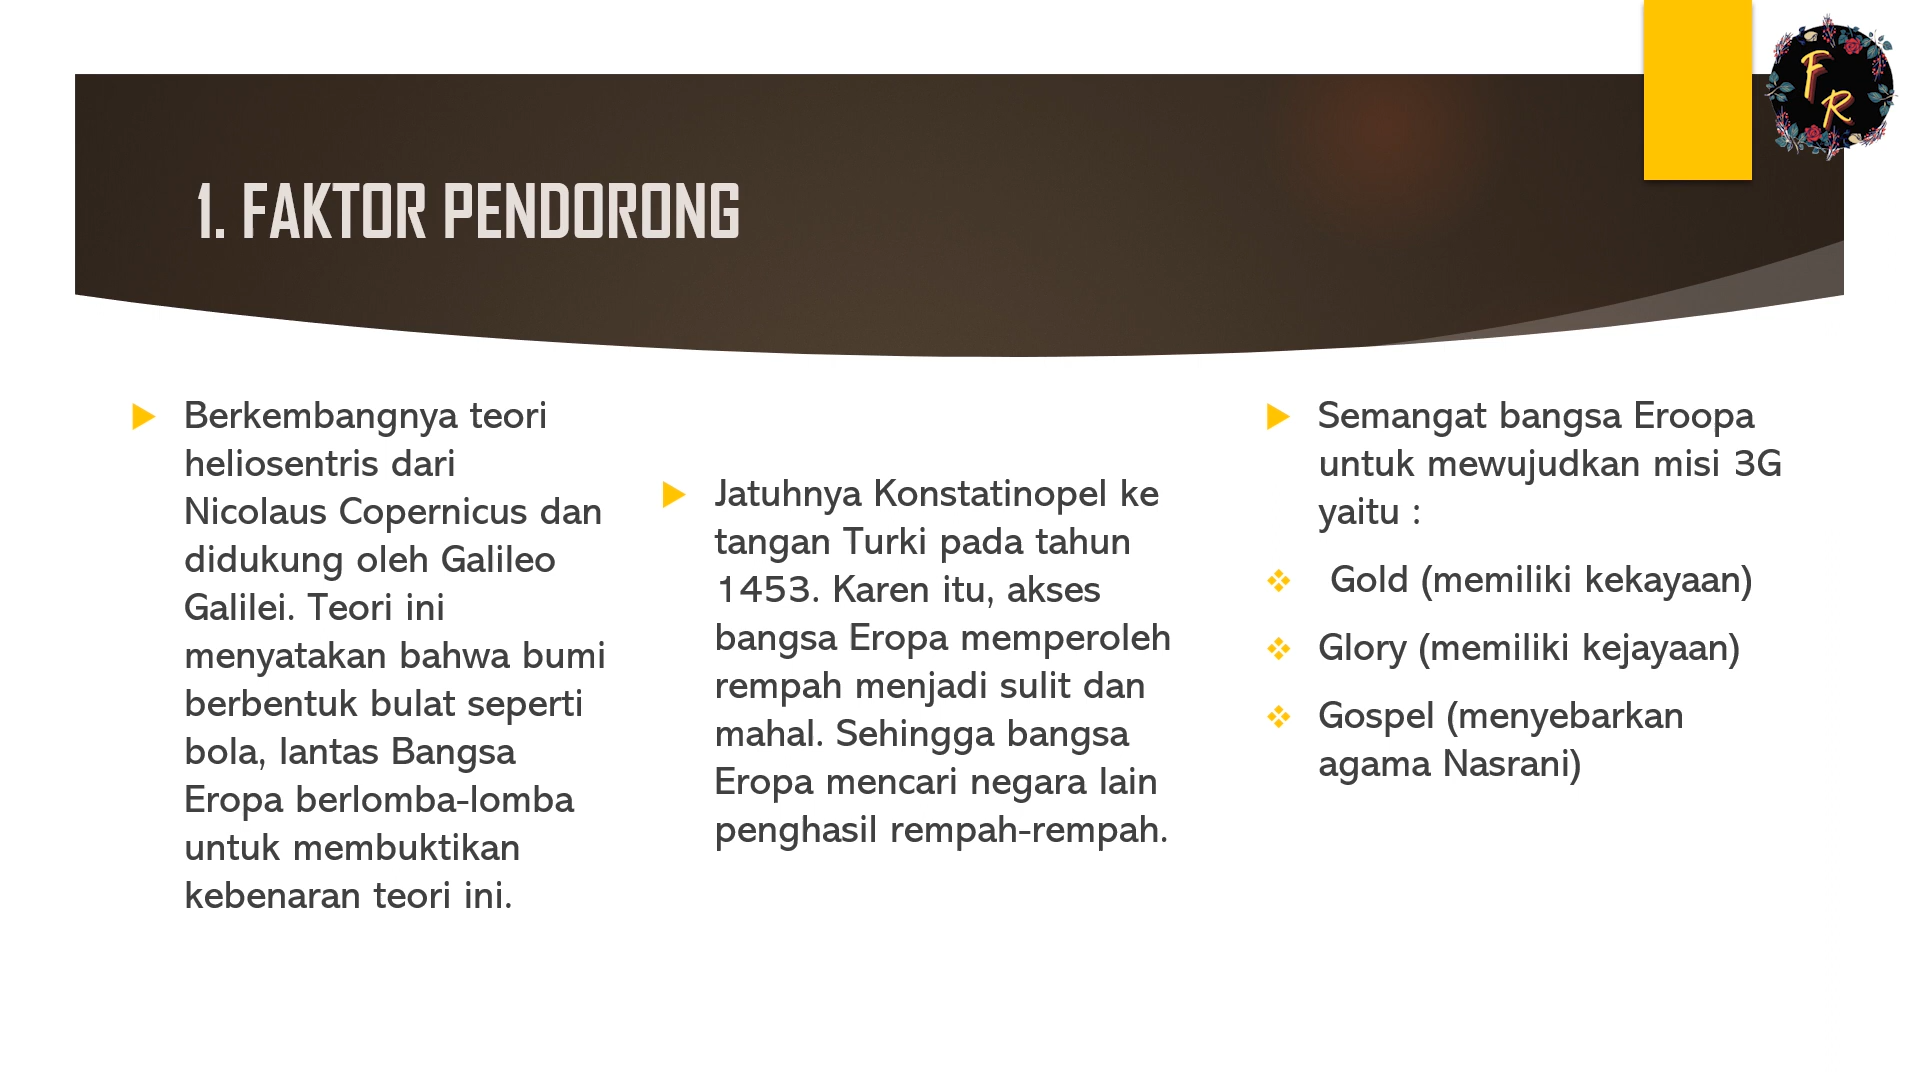 F
R
1. FAKTOR PENDORONG
Berkembangnya teori
heliosentris dari
Nicolaus Copernicus dan
didukung oleh Galileo
Galilei. Teori ini
menyatakan bahwa bumi
berbentuk bulat seperti
bola, lantas Bangsa
Eropa berlomba-lomba
untuk membuktikan
kebenaran teori ini.
Jatuhnya Konstatinopel ke
tangan Turki pada tahun
1453. Karen itu, akses
bangsa Eropa memperoleh
rempah menjadi sulit dan
mahal. Sehingga bangsa
Eropa mencari negara lain
penghasil rempah-rempah.
Semangat bangsa Eroopa
untuk mewujudkan misi 3G
yaitu :
Gold (memiliki kekayaan)
Glory (memiliki kejayaan)
Gospel (menyebarkan
agama Nasrani)